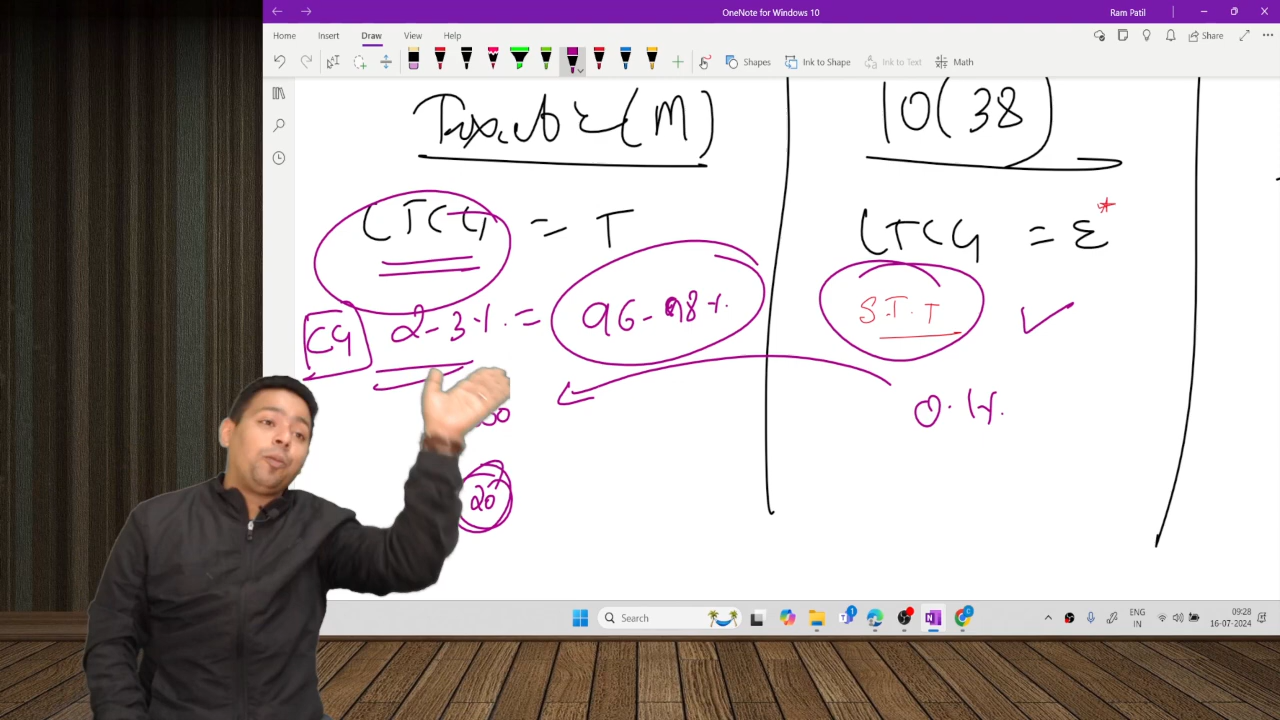 OneNote for Windows 10
Ram Patil
Home Insert Draw View Help
Share
Shapes
Ink to Shape
Ink to Text
Math
(M)
10(38)
LTCG = T
LTCG = E*
CG 2-3% = 96-98%
S.T.T
0.1%
20
Search
ENG
IN
09:28
16-07-2024